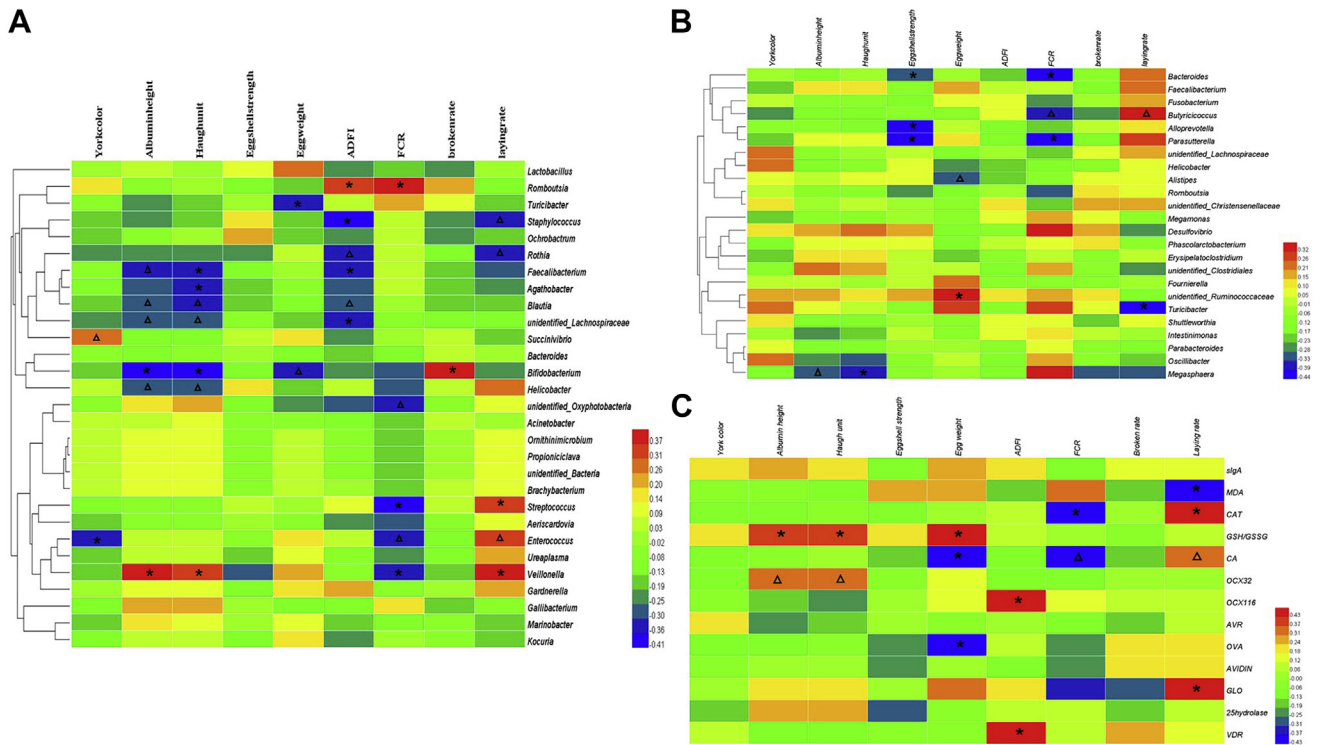 A
Yorkcolor
Albuminheight
Haughunit
Eggshellstrength
Eggweight
ADFI
FCR
brokenrate
layingrate
Lactobacillus
Romboutsia
Turicibacter
Staphylococcus
Ochrobactrum
Rothia
Faecalibacterium
Agathobacter
Blautia
unidentified_Lachnospiraceae
Succinivibrio
Bacteroides
Bifidobacterium
Helicobacter
unidentified_Oxyphotobacteria
Acinetobacter
Ornithinimicrobium
Propioniciclava
unidentified_Bacteria
Brachybacterium
Streptococcus
Aeriscardovia
Enterococcus
Ureaplasma
Veillonella
Gardnerella
Gallibacterium
Marinobacter
Kocuria
0.37
0.31
0.26
0.20
0.14
0.09
0.03
-0.02
-0.08
-0.13
-0.19
-0.25
-0.30
-0.36
-0.41
B
Yorkcolor
Albuminheight
Haughunit
Eggshellstrength
Eggweight
ADFI
FCR
brokenrate
layingrate
Bacteroides
Faecalibacterium
Fusobacterium
Butyricicoccus
Alloprevotella
Parasutterella
unidentified_Lachnospiraceae
Helicobacter
Alistipes
Romboutsia
unidentified_Christensenellaceae
Megamonas
Desulfovibrio
Phascolarctobacterium
Erysipelatoclostridium
unidentified_Clostridiales
Fournierella
unidentified_Ruminococcaceae
Turicibacter
Shuttleworthia
Intestinimonas
Parabacteroides
Oscillibacter
Megasphaera
0.32
0.26
0.21
0.15
0.10
0.05
-0.01
-0.06
-0.12
-0.17
-0.23
-0.28
-0.33
-0.39
-0.44
C
York color
Albumin height
Haugh unit
Eggshell strength
Egg weight
ADFI
FCR
Broken rate
Laying rate
sIgA
MDA
CAT
GSH/GSSG
CA
OCX32
OCX116
AVR
OVA
AVIDIN
GLO
25hydrolase
VDR
0.43
0.37
0.31
0.24
0.18
0.12
0.06
-0.00
-0.06
-0.13
-0.19
-0.25
-0.31
-0.37
-0.43